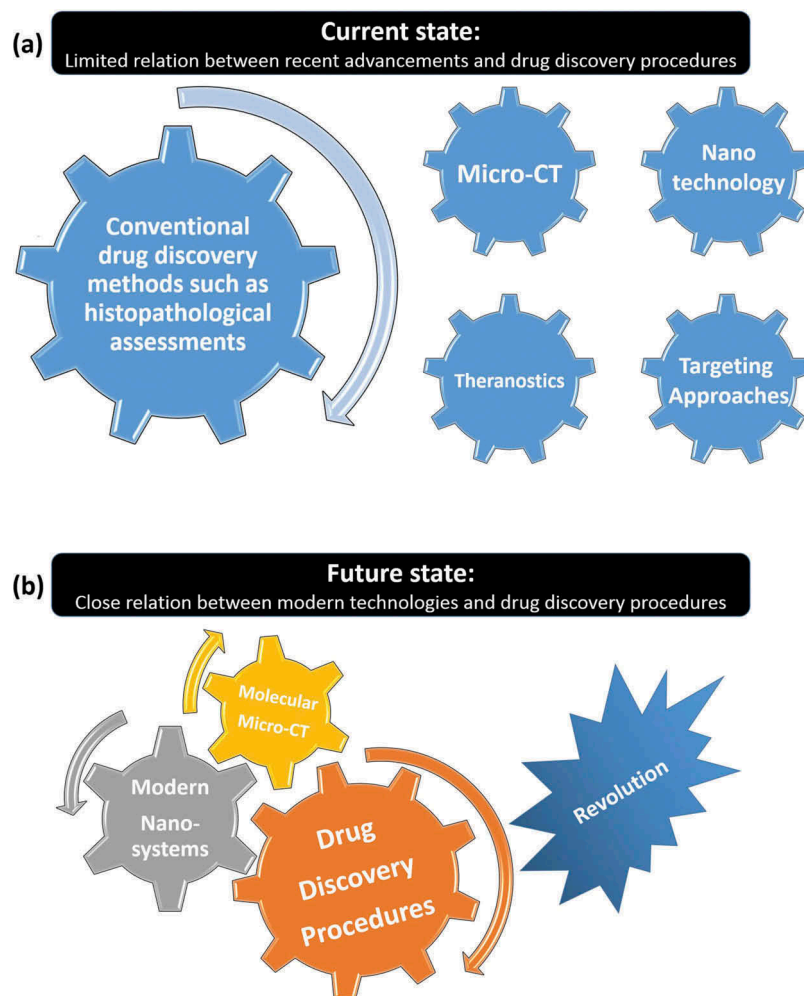 (a)
Current state:
Limited relation between recent advancements and drug discovery procedures
Conventional
drug discovery
methods such as
histopathological
assessments
Micro-CT
Nano
technology
Theranostics
Targeting
Approaches
(b)
Future state:
Close relation between modern technologies and drug discovery procedures
Molecular
Micro-CT
Modern
Nano-
systems
Drug
Discovery
Procedures
Revolution